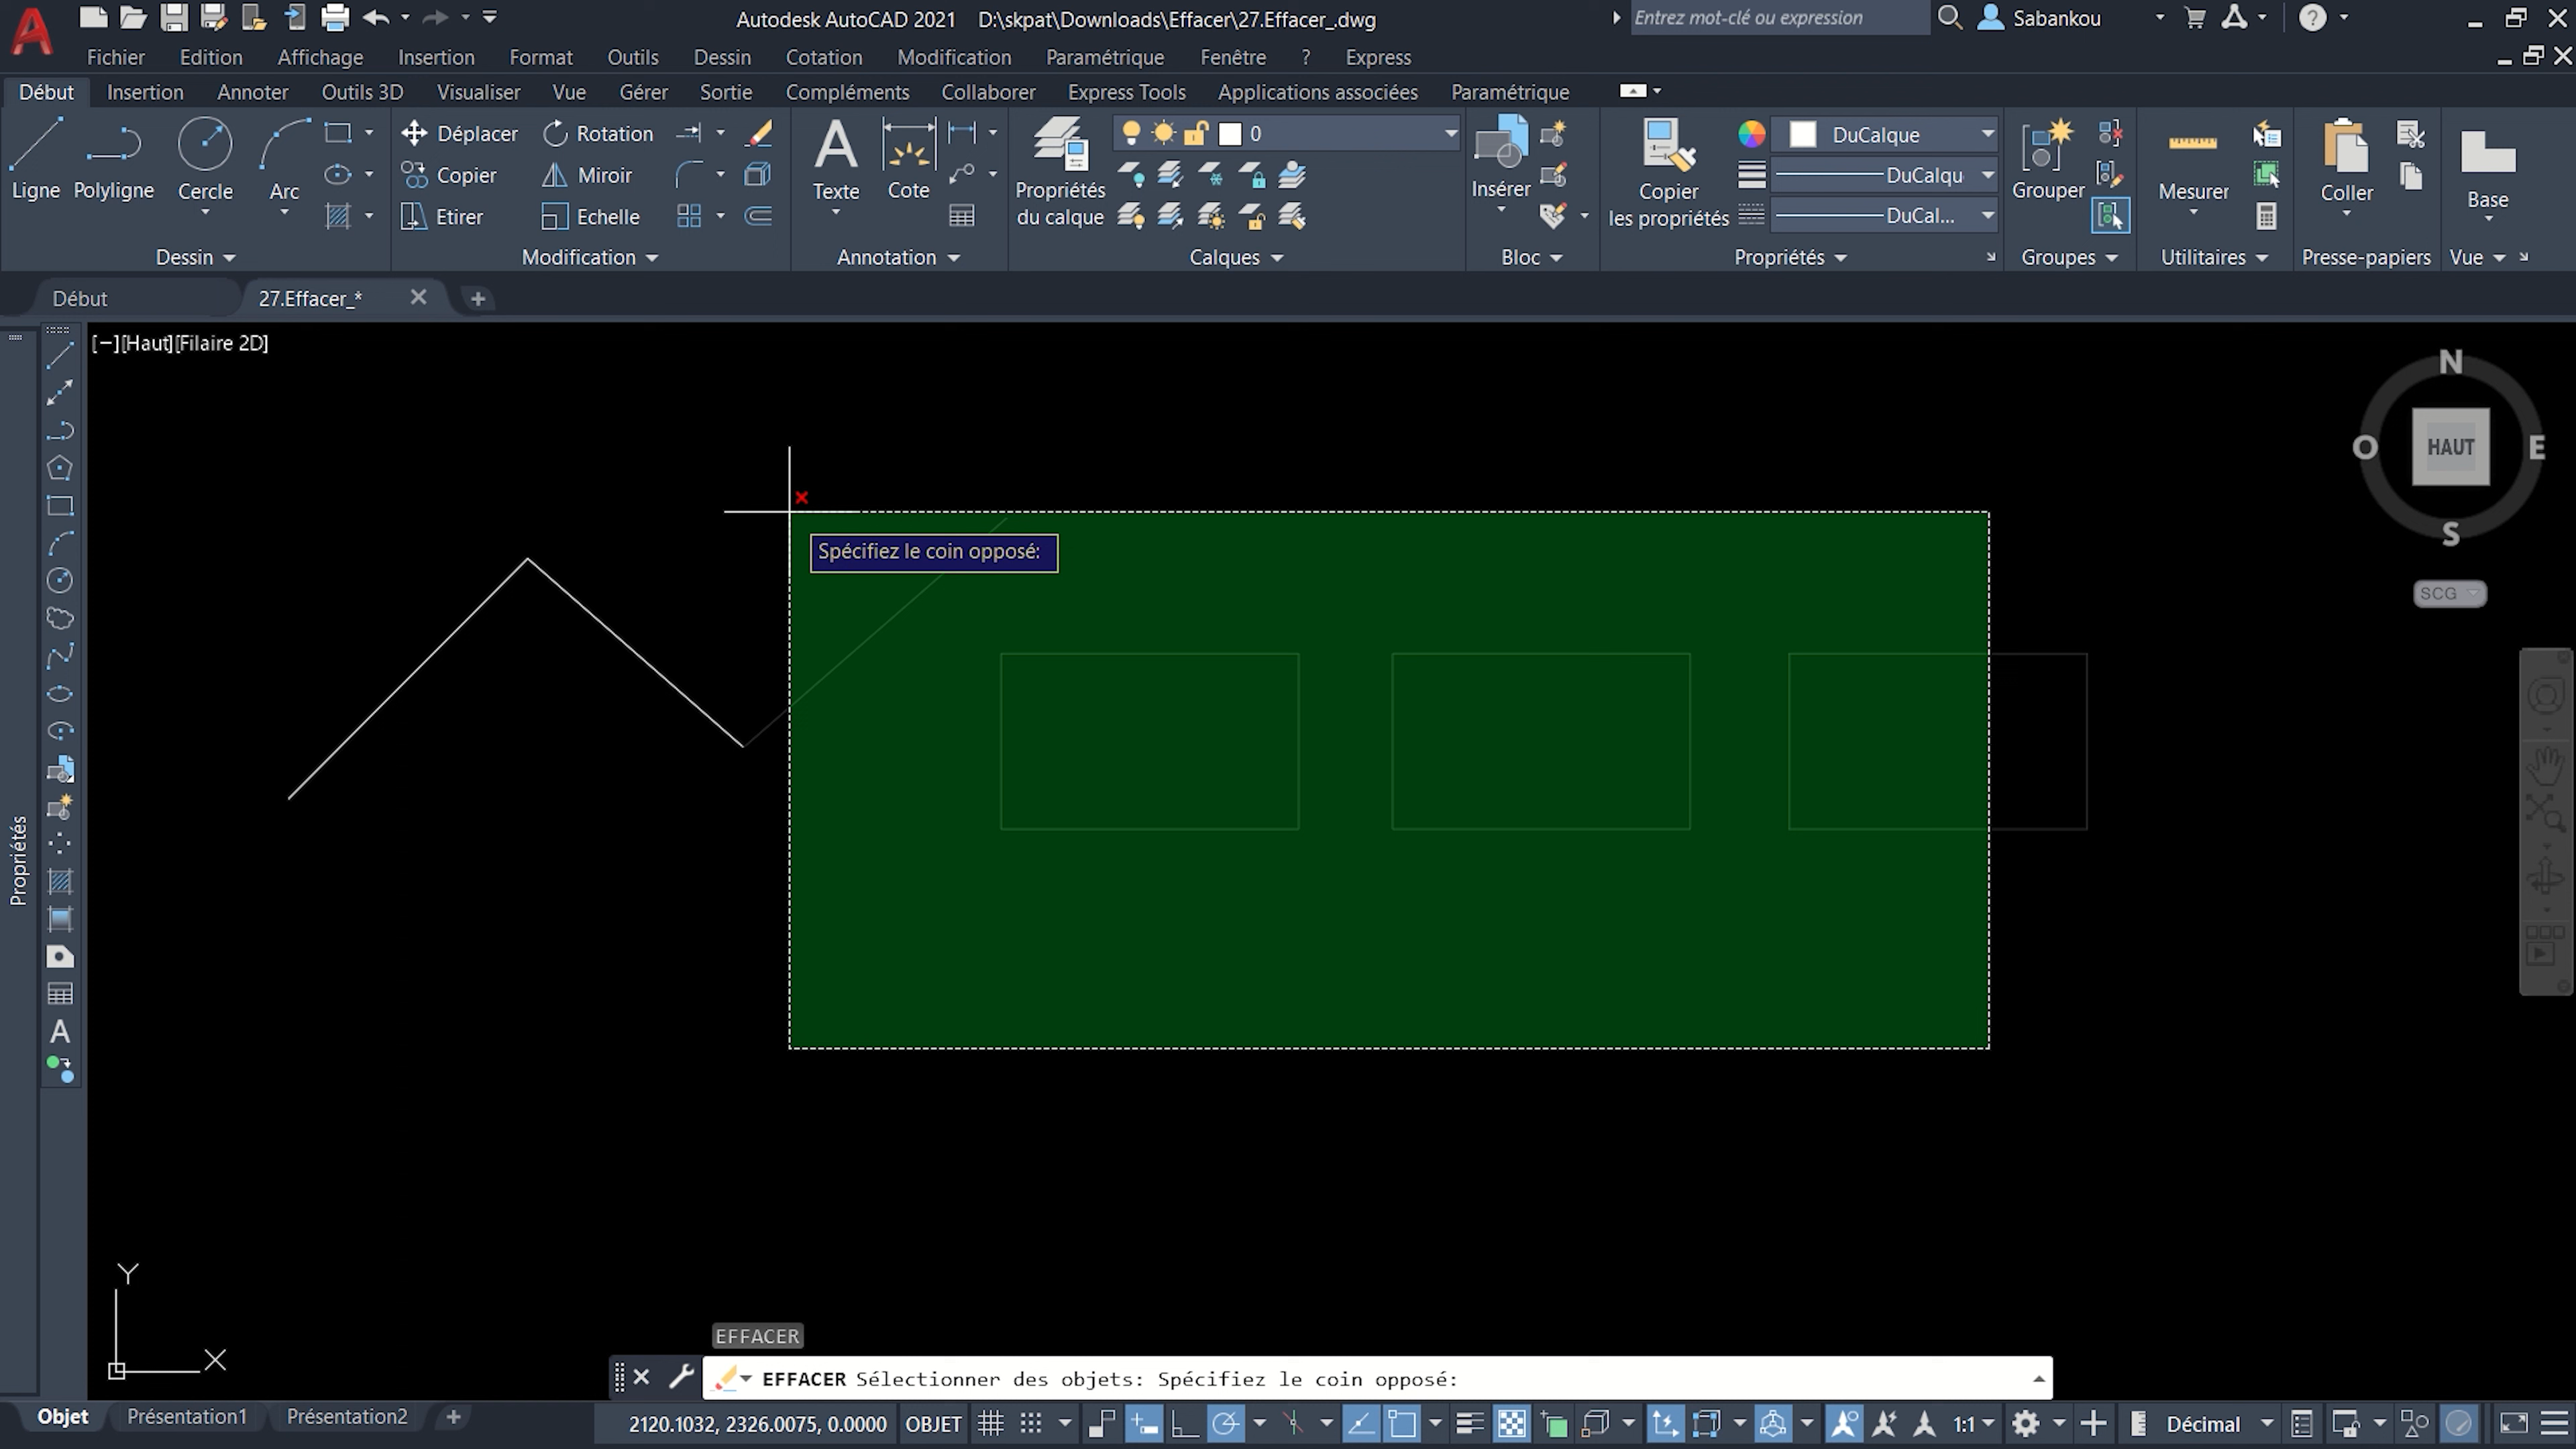 Autodesk AutoCAD 2021 D:\skpat\Downloads\Effacer\27.Effacer_.dwg
Entrez mot-clé ou expression
Sabankou
Fichier Edition Affichage Insertion Format Outils Dessin Cotation Modification Paramétrique Fenêtre ? Express
Début Insertion Annoter Outils 3D Visualiser Vue Gérer Sortie Compléments Collaborer Express Tools Applications associées Paramétrique
Ligne Polyligne Cercle Arc
Déplacer Rotation
Copier Miroir
Etirer Echelle
Texte Cote
Propriétés
du calque
0
Insérer
Copier
les propriétés
DuCalque
DuCalqu
DuCal...
Grouper
Mesurer
Coller
Base
Dessin Modification Annotation Calques Bloc Propriétés Groupes Utilitaires Presse-papiers Vue
Début 27.Effacer_*
[−][Haut][Filaire 2D]
N
O HAUT E
S
SCG
Spécifiez le coin opposé:
Propriétés
A
Y
X
EFFACER
EFFACER Sélectionner des objets: Spécifiez le coin opposé:
Objet Présentation1 Présentation2
2120.1032, 2326.0075, 0.0000 OBJET 1:1 Décimal